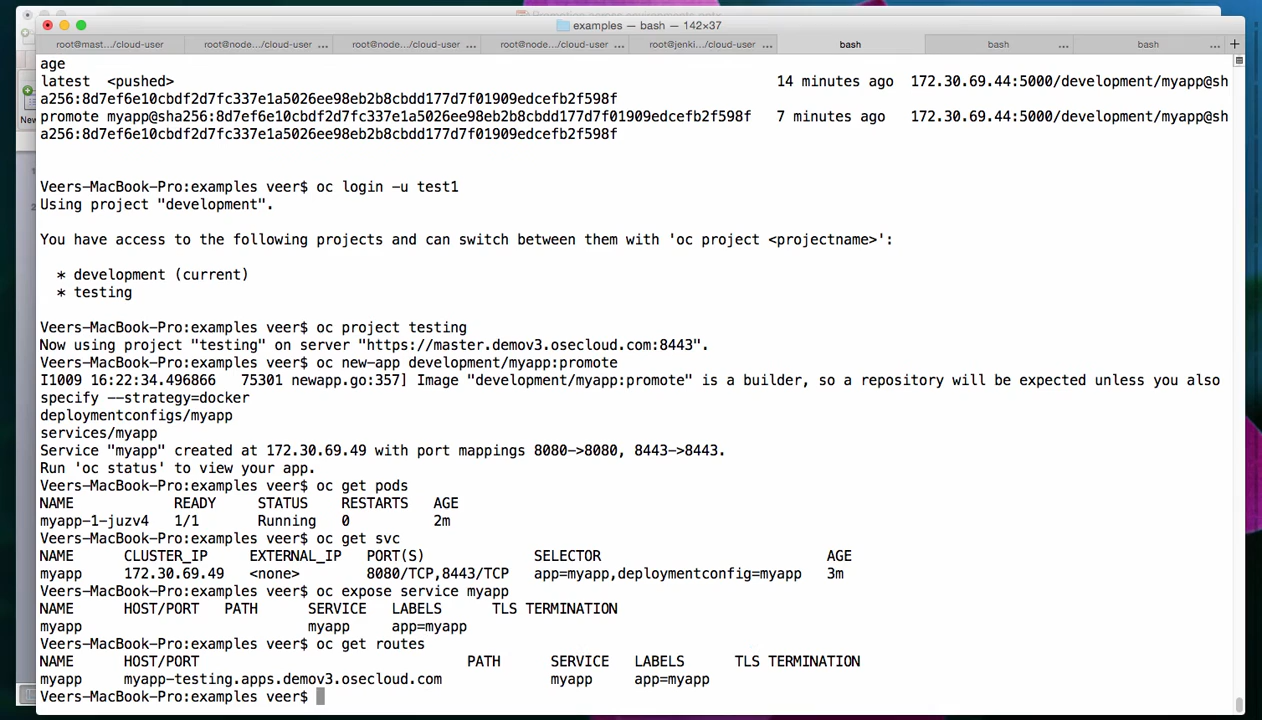 examples — bash — 142×37
root@mast.../cloud-user
root@node.../cloud-user ...
root@node.../cloud-user ...
root@node.../cloud-user ...
root@jenki.../cloud-user ...
bash
bash ...
bash ...
New
age
latest  <pushed>                                                                        14 minutes ago  172.30.69.44:5000/development/myapp@sh
a256:8d7ef6e10cbdf2d7fc337e1a5026ee98eb2b8cbdd177d7f01909edcefb2f598f
promote myapp@sha256:8d7ef6e10cbdf2d7fc337e1a5026ee98eb2b8cbdd177d7f01909edcefb2f598f   7 minutes ago   172.30.69.44:5000/development/myapp@sh
a256:8d7ef6e10cbdf2d7fc337e1a5026ee98eb2b8cbdd177d7f01909edcefb2f598f
Veers-MacBook-Pro:examples veer$ oc login -u test1
Using project "development".
You have access to the following projects and can switch between them with 'oc project <projectname>':
* development (current)
* testing
Veers-MacBook-Pro:examples veer$ oc project testing
Now using project "testing" on server "https://master.demov3.osecloud.com:8443".
Veers-MacBook-Pro:examples veer$ oc new-app development/myapp:promote
I1009 16:22:34.496866   75301 newapp.go:357] Image "development/myapp:promote" is a builder, so a repository will be expected unless you also
specify --strategy=docker
deploymentconfigs/myapp
services/myapp
Service "myapp" created at 172.30.69.49 with port mappings 8080->8080, 8443->8443.
Run 'oc status' to view your app.
Veers-MacBook-Pro:examples veer$ oc get pods
NAME            READY     STATUS    RESTARTS   AGE
myapp-1-juzv4   1/1       Running   0          2m
Veers-MacBook-Pro:examples veer$ oc get svc
NAME      CLUSTER_IP     EXTERNAL_IP   PORT(S)             SELECTOR                           AGE
myapp     172.30.69.49   <none>        8080/TCP,8443/TCP   app=myapp,deploymentconfig=myapp   3m
Veers-MacBook-Pro:examples veer$ oc expose service myapp
NAME      HOST/PORT   PATH      SERVICE   LABELS      TLS TERMINATION
myapp                           myapp     app=myapp
Veers-MacBook-Pro:examples veer$ oc get routes
NAME      HOST/PORT                                PATH      SERVICE   LABELS      TLS TERMINATION
myapp     myapp-testing.apps.demov3.osecloud.com             myapp     app=myapp
Veers-MacBook-Pro:examples veer$